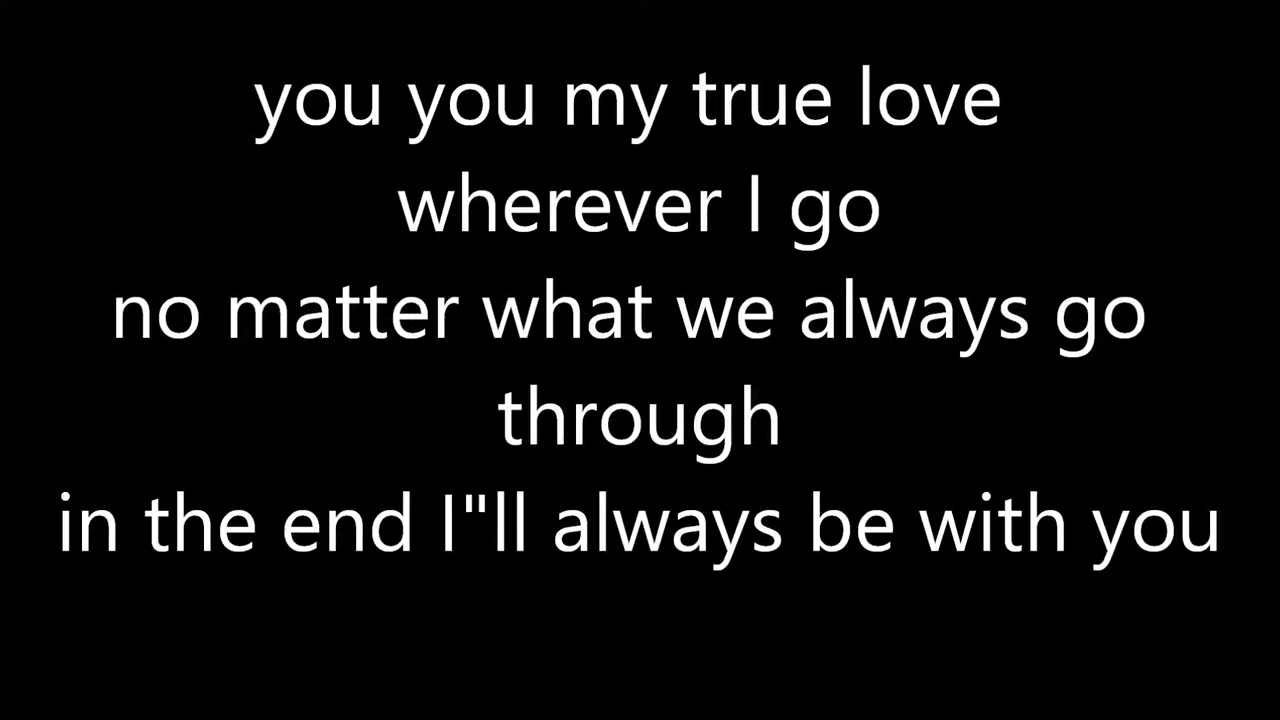 you you my true love
wherever I go
no matter what we always go
through
in the end I"ll always be with you